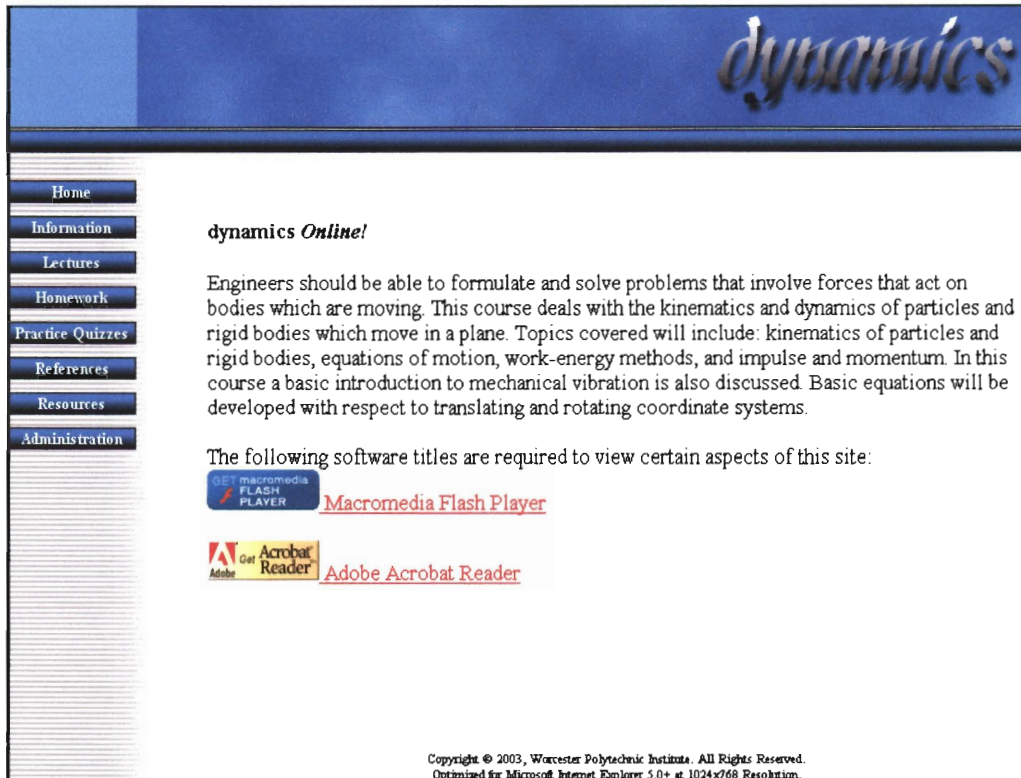 dynamics
Home
Information
Lectures
Homework
Practice Quizzes
References
Resources
Administration
dynamics Online!
Engineers should be able to formulate and solve problems that involve forces that act on
bodies which are moving. This course deals with the kinematics and dynamics of particles and
rigid bodies which move in a plane. Topics covered will include: kinematics of particles and
rigid bodies, equations of motion, work-energy methods, and impulse and momentum. In this
course a basic introduction to mechanical vibration is also discussed. Basic equations will be
developed with respect to translating and rotating coordinate systems.
The following software titles are required to view certain aspects of this site:
GET macromedia
FLASH
PLAYER
Macromedia Flash Player
Adobe
Get Acrobat
Reader
Adobe Acrobat Reader
Copyright © 2003, Worcester Polytechnic Institute. All Rights Reserved.
Optimized for Microsoft Internet Explorer 5.0+ at 1024x768 Resolution.